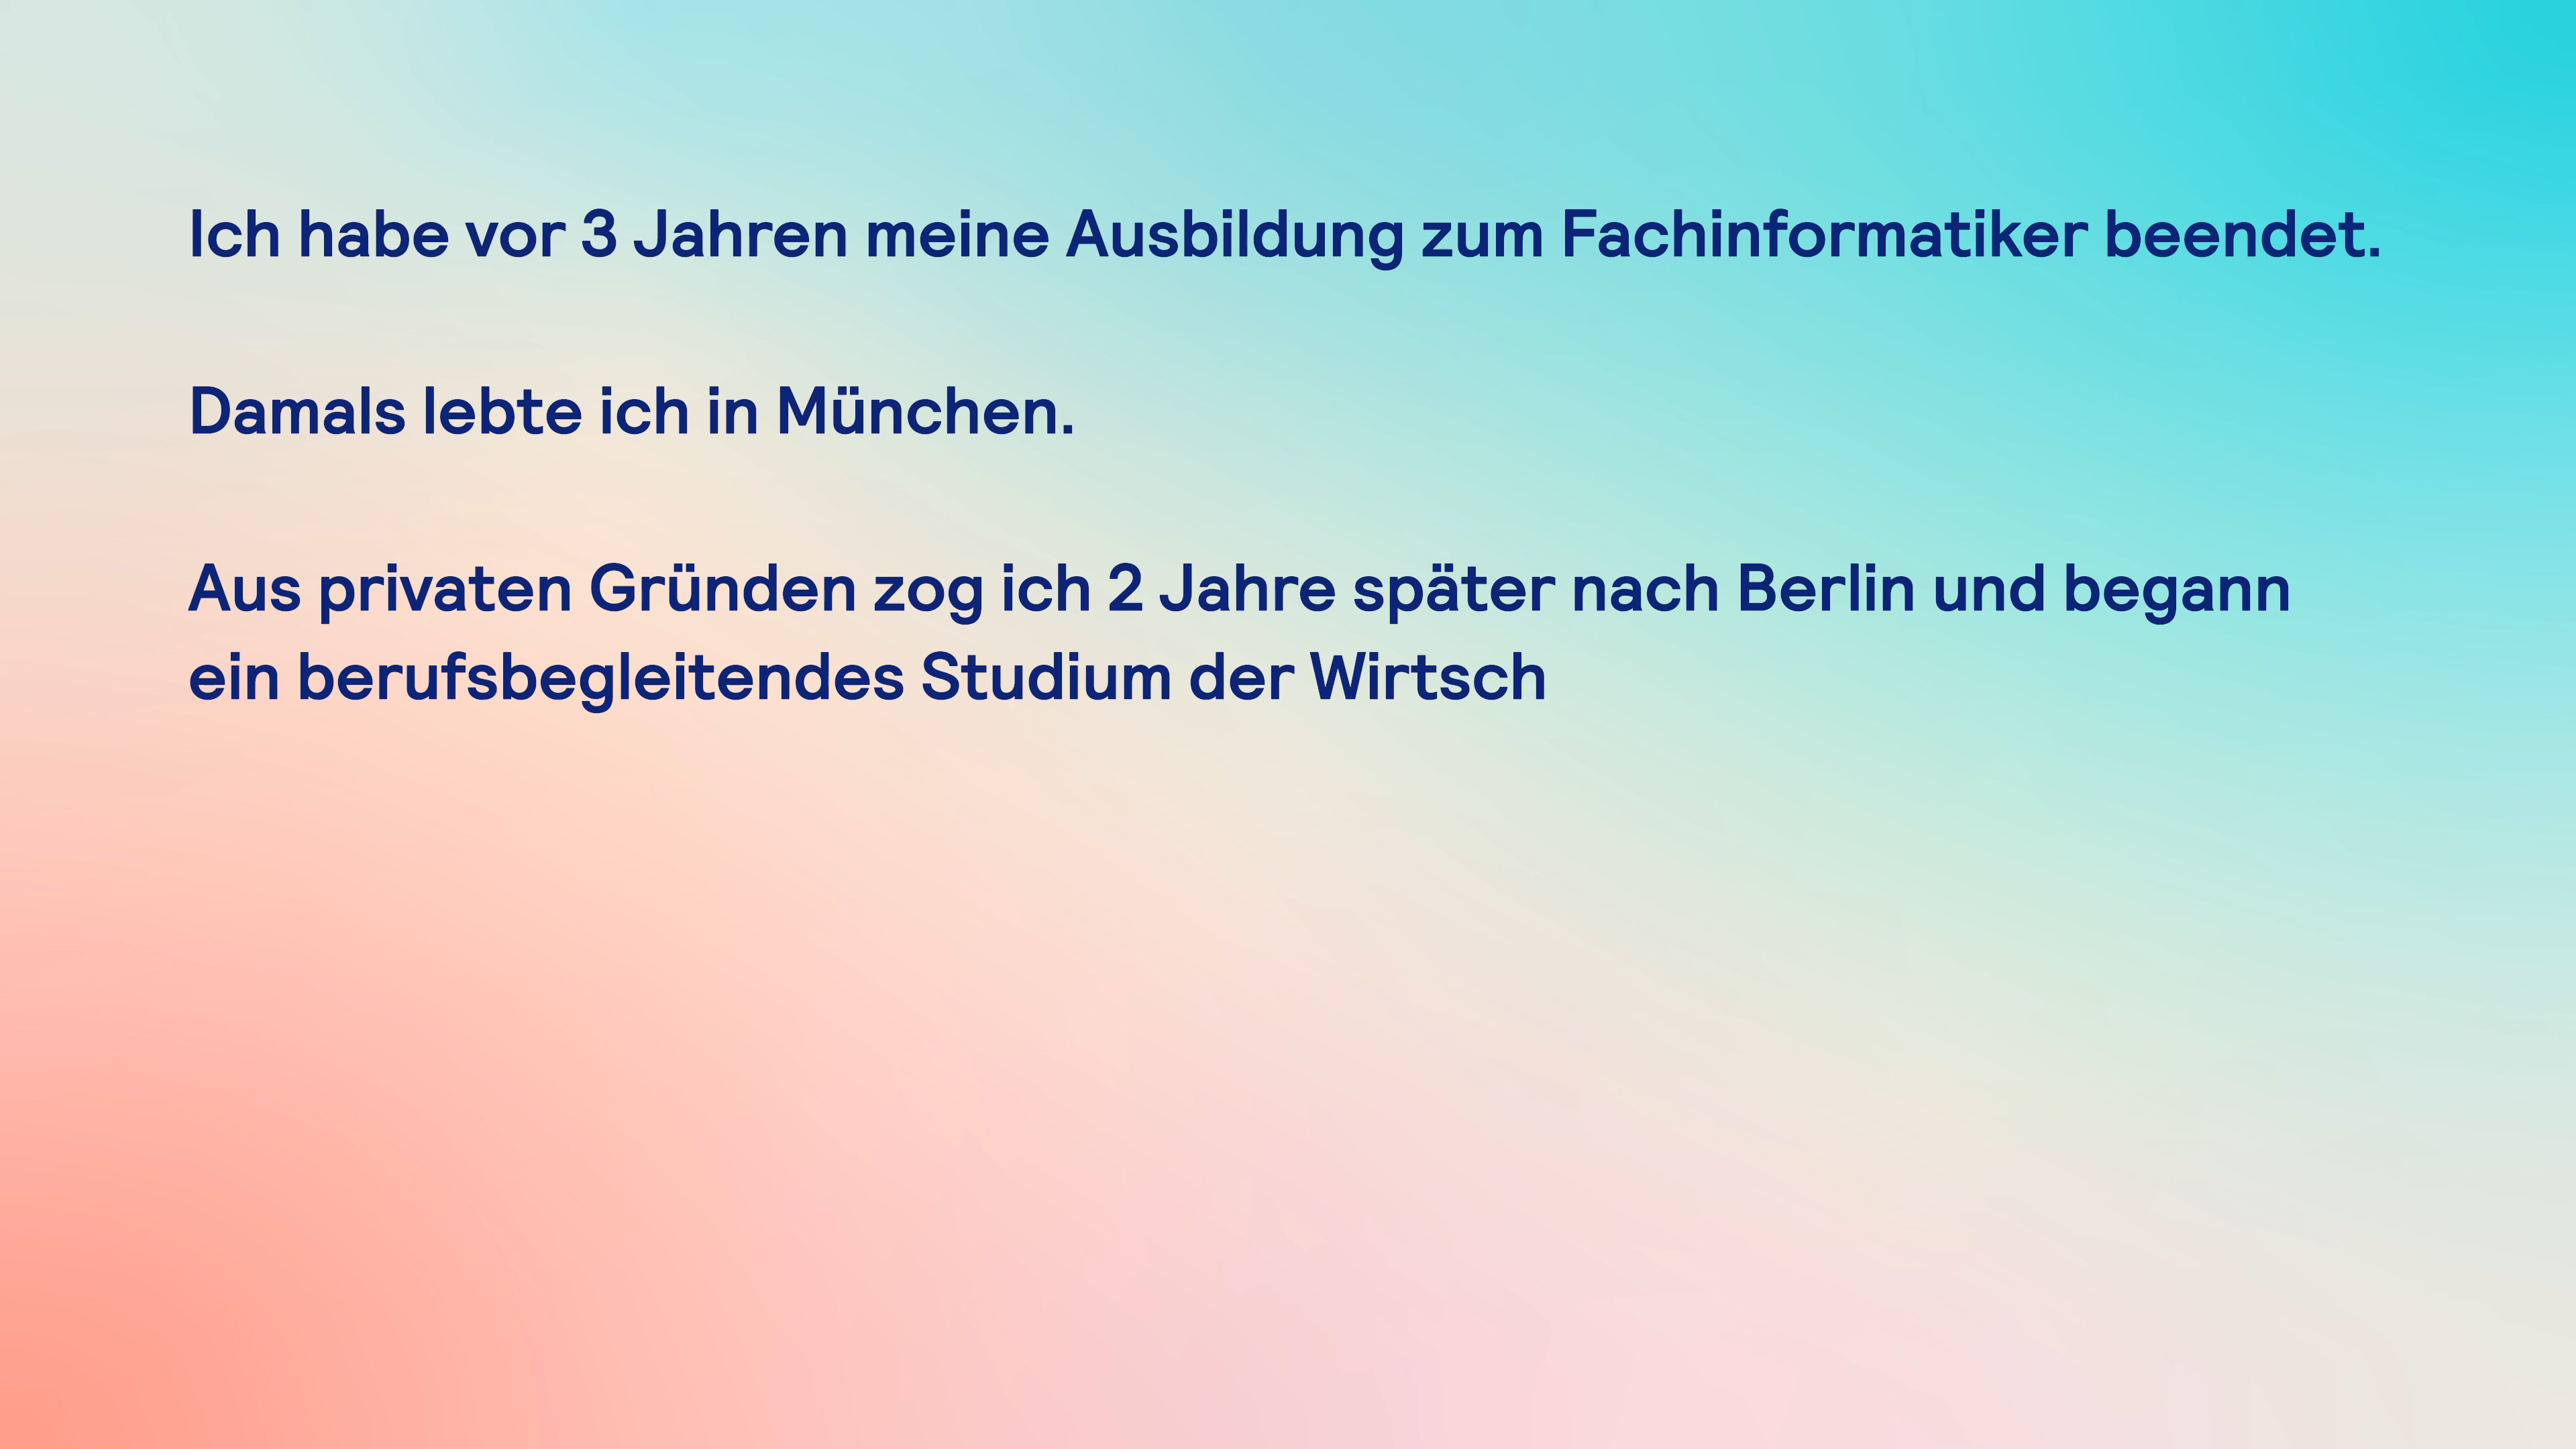 Ich habe vor 3 Jahren meine Ausbildung zum Fachinformatiker beendet.
Damals lebte ich in München.
Aus privaten Gründen zog ich 2 Jahre später nach Berlin und begann
ein berufsbegleitendes Studium der Wirtsch